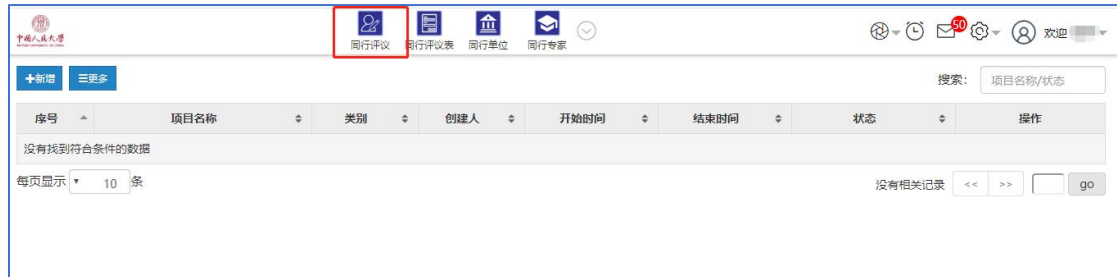 中国人民大学
同行评议 同行评议表 同行单位 同行专家
50 欢迎
+新增 三更多 搜索： 项目名称/状态
序号 项目名称 类别 创建人 开始时间 结束时间 状态 操作
没有找到符合条件的数据
每页显示 10 条 没有相关记录 << >> go